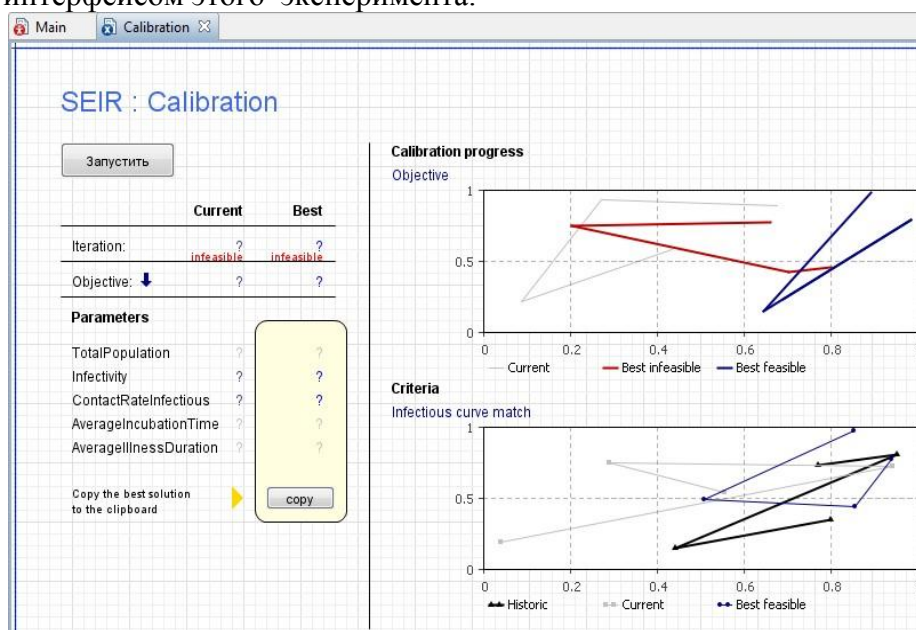 интерфейсом этого эксперимента.
Main Calibration
SEIR : Calibration
Запустить
Current Best
Iteration: ? ?
infeasible infeasible
Objective: ? ?
Parameters
TotalPopulation ? ?
Infectivity ? ?
ContactRateInfectious ? ?
AverageIncubationTime ? ?
AverageIllnessDuration ? ?
Copy the best solution
to the clipboard
copy
Calibration progress
Objective
1
0.5
0
0 0.2 0.4 0.6 0.8
Current Best infeasible Best feasible
Criteria
Infectious curve match
1
0.5
0
0 0.2 0.4 0.6 0.8
Historic Current Best feasible